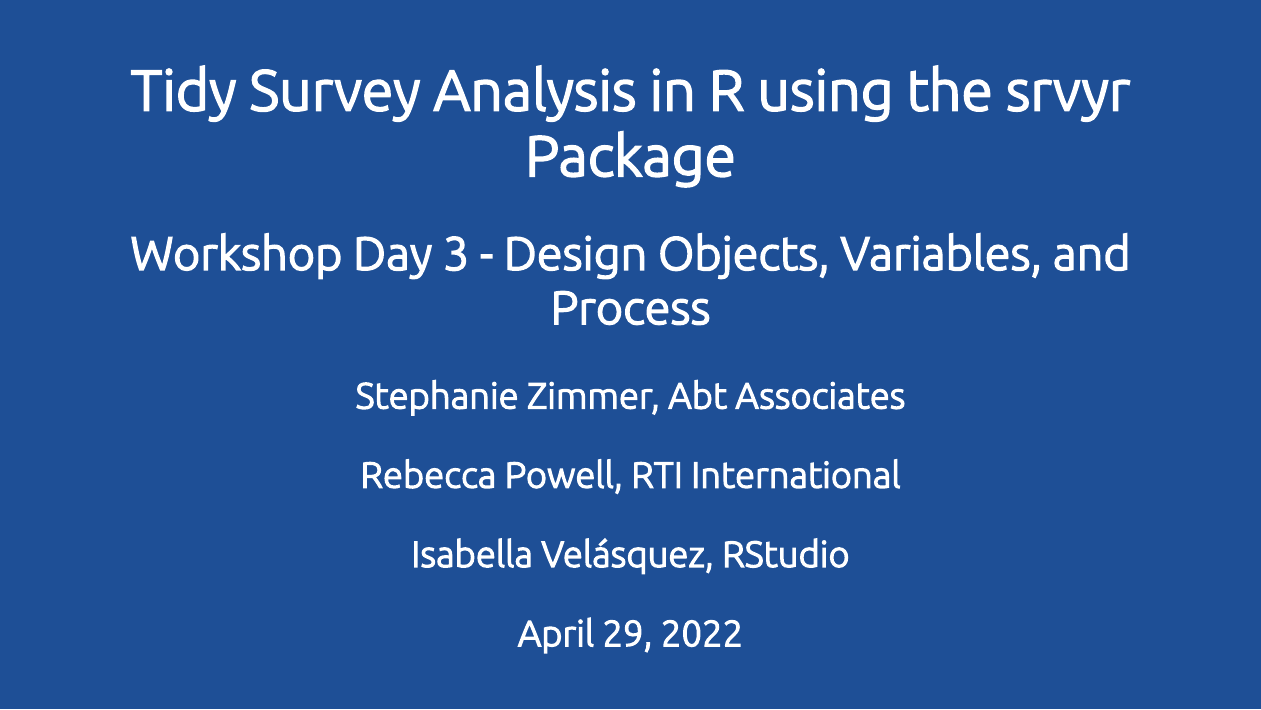 Tidy Survey Analysis in R using the srvyr
Package
Workshop Day 3 - Design Objects, Variables, and
Process
Stephanie Zimmer, Abt Associates
Rebecca Powell, RTI International
Isabella Velásquez, RStudio
April 29, 2022